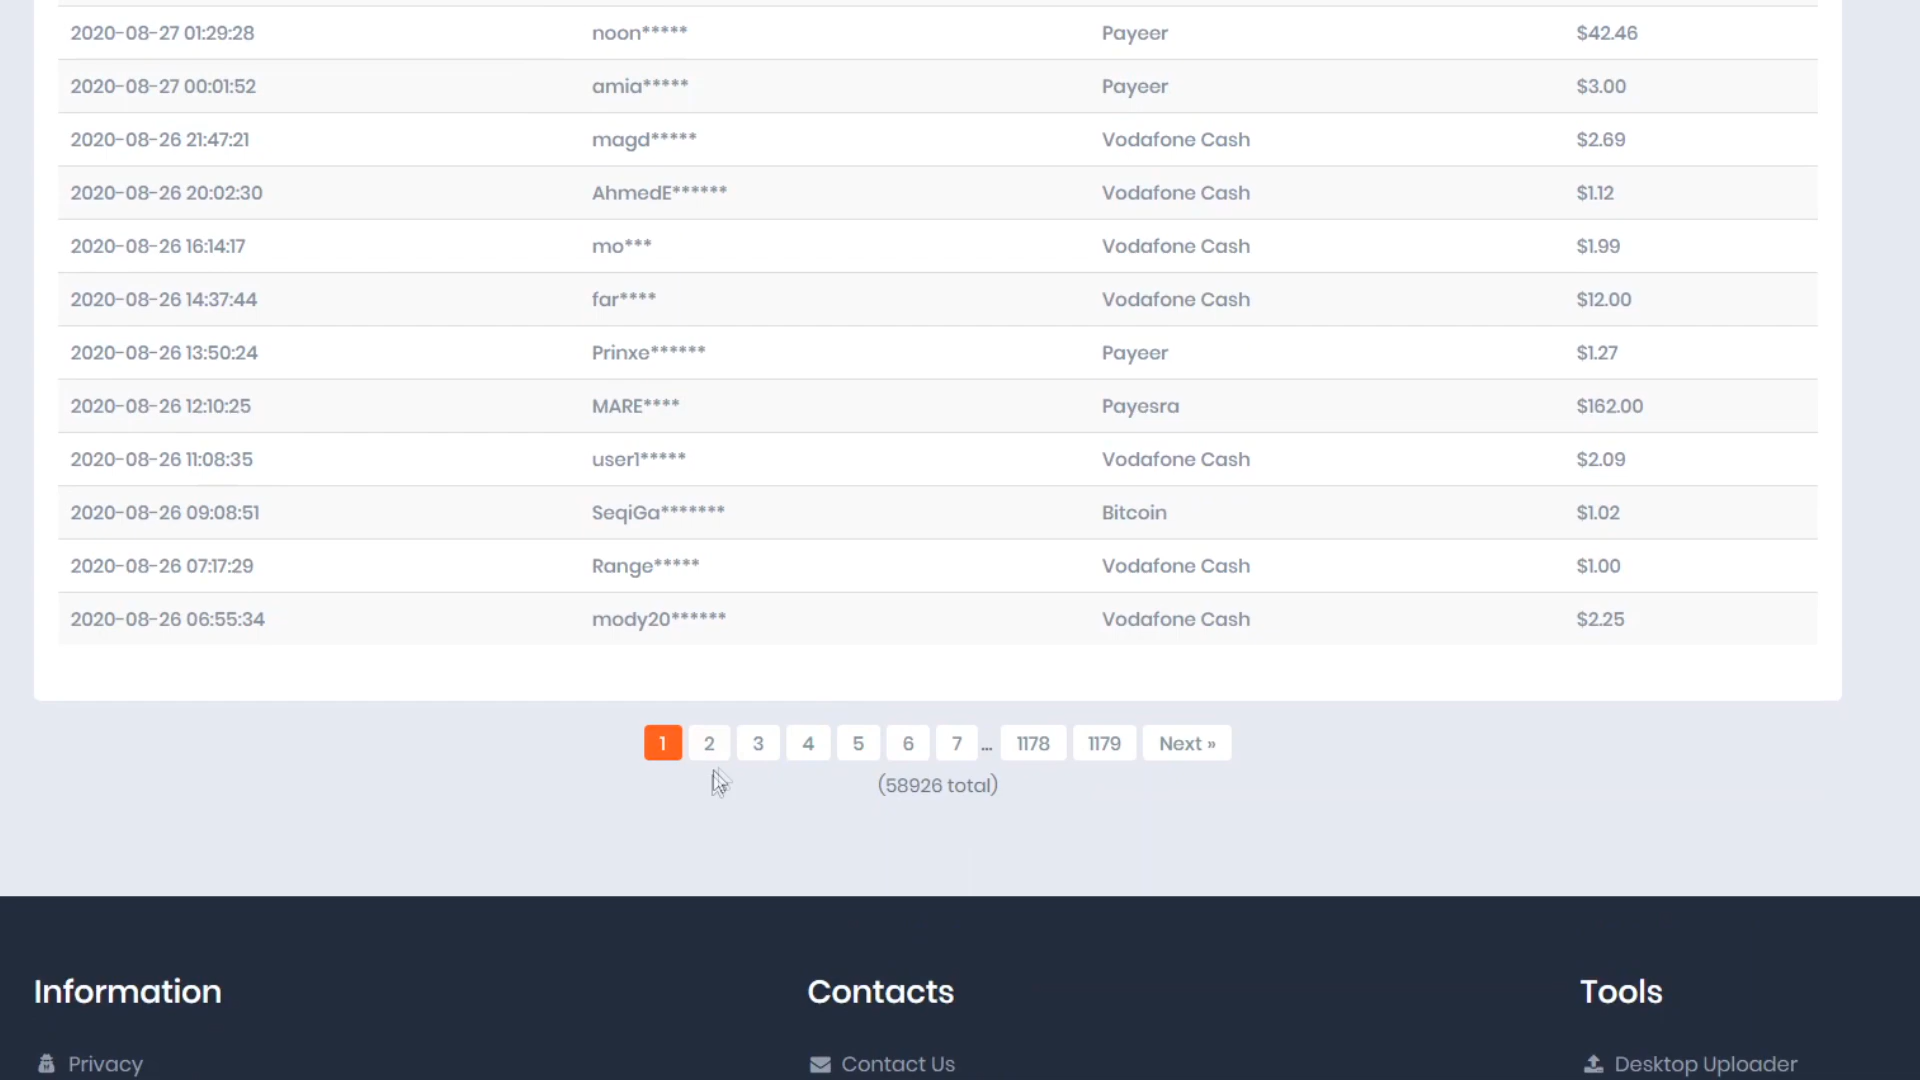 2020-08-27 01:29:28 noon***** Payeer $42.46
2020-08-27 00:01:52 amia***** Payeer $3.00
2020-08-26 21:47:21 magd***** Vodafone Cash $2.69
2020-08-26 20:02:30 AhmedE****** Vodafone Cash $1.12
2020-08-26 16:14:17 mo*** Vodafone Cash $1.99
2020-08-26 14:37:44 far**** Vodafone Cash $12.00
2020-08-26 13:50:24 Prinxe****** Payeer $1.27
2020-08-26 12:10:25 MARE**** Payesra $162.00
2020-08-26 11:08:35 user1***** Vodafone Cash $2.09
2020-08-26 09:08:51 SeqiGa******* Bitcoin $1.02
2020-08-26 07:17:29 Range***** Vodafone Cash $1.00
2020-08-26 06:55:34 mody20****** Vodafone Cash $2.25
1 2 3 4 5 6 7 ... 1178 1179 Next »
(58926 total)
Information Contacts Tools
Privacy Contact Us Desktop Uploader